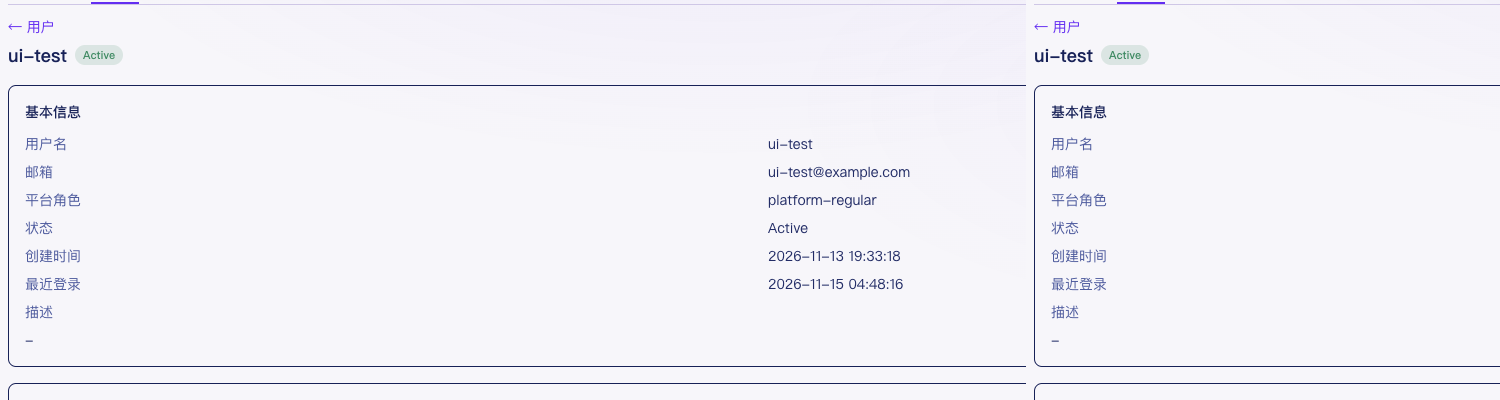 ← 用户
ui-test Active
基本信息
用户名 ui-test
邮箱 ui-test@example.com
平台角色 platform-regular
状态 Active
创建时间 2026-11-13 19:33:18
最近登录 2026-11-15 04:48:16
描述
-
← 用户
ui-test Active
基本信息
用户名
邮箱
平台角色
状态
创建时间
最近登录
描述
-